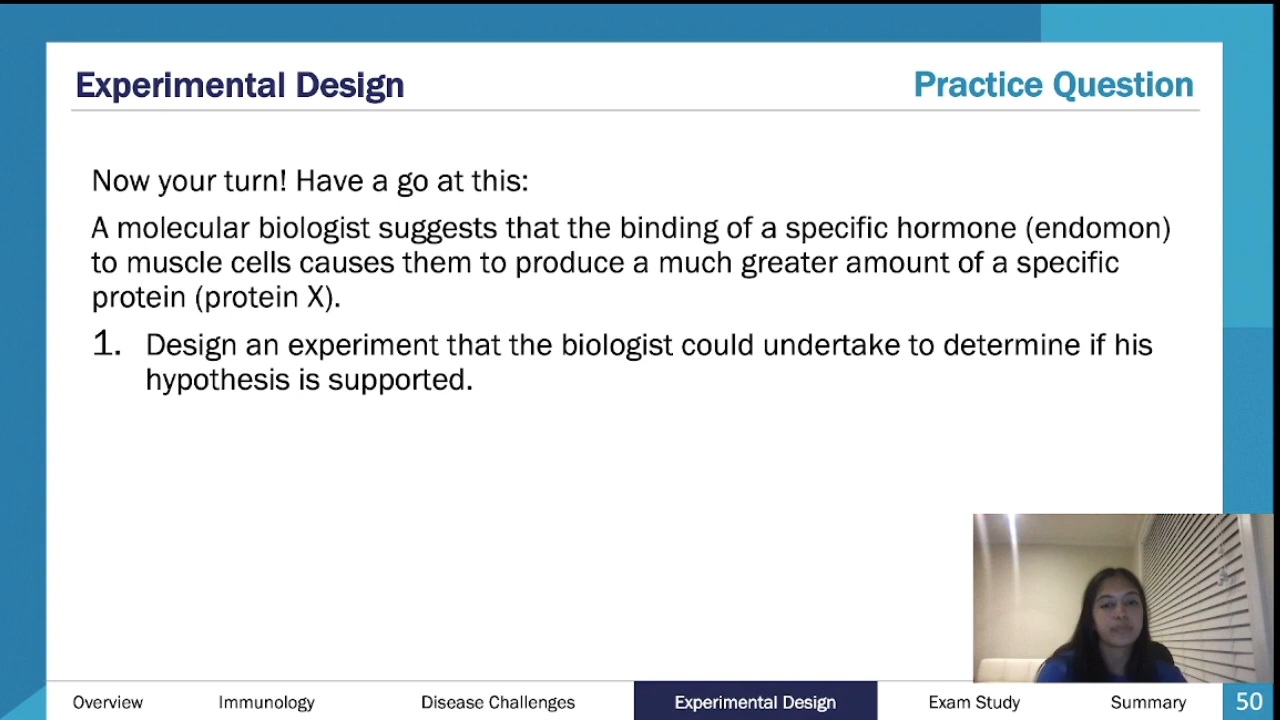 Experimental Design
Practice Question
Now your turn! Have a go at this:
A molecular biologist suggests that the binding of a specific hormone (endomon)
to muscle cells causes them to produce a much greater amount of a specific
protein (protein X).
1. Design an experiment that the biologist could undertake to determine if his
hypothesis is supported.
Overview
Immunology
Disease Challenges
Experimental Design
Exam Study
Summary
50